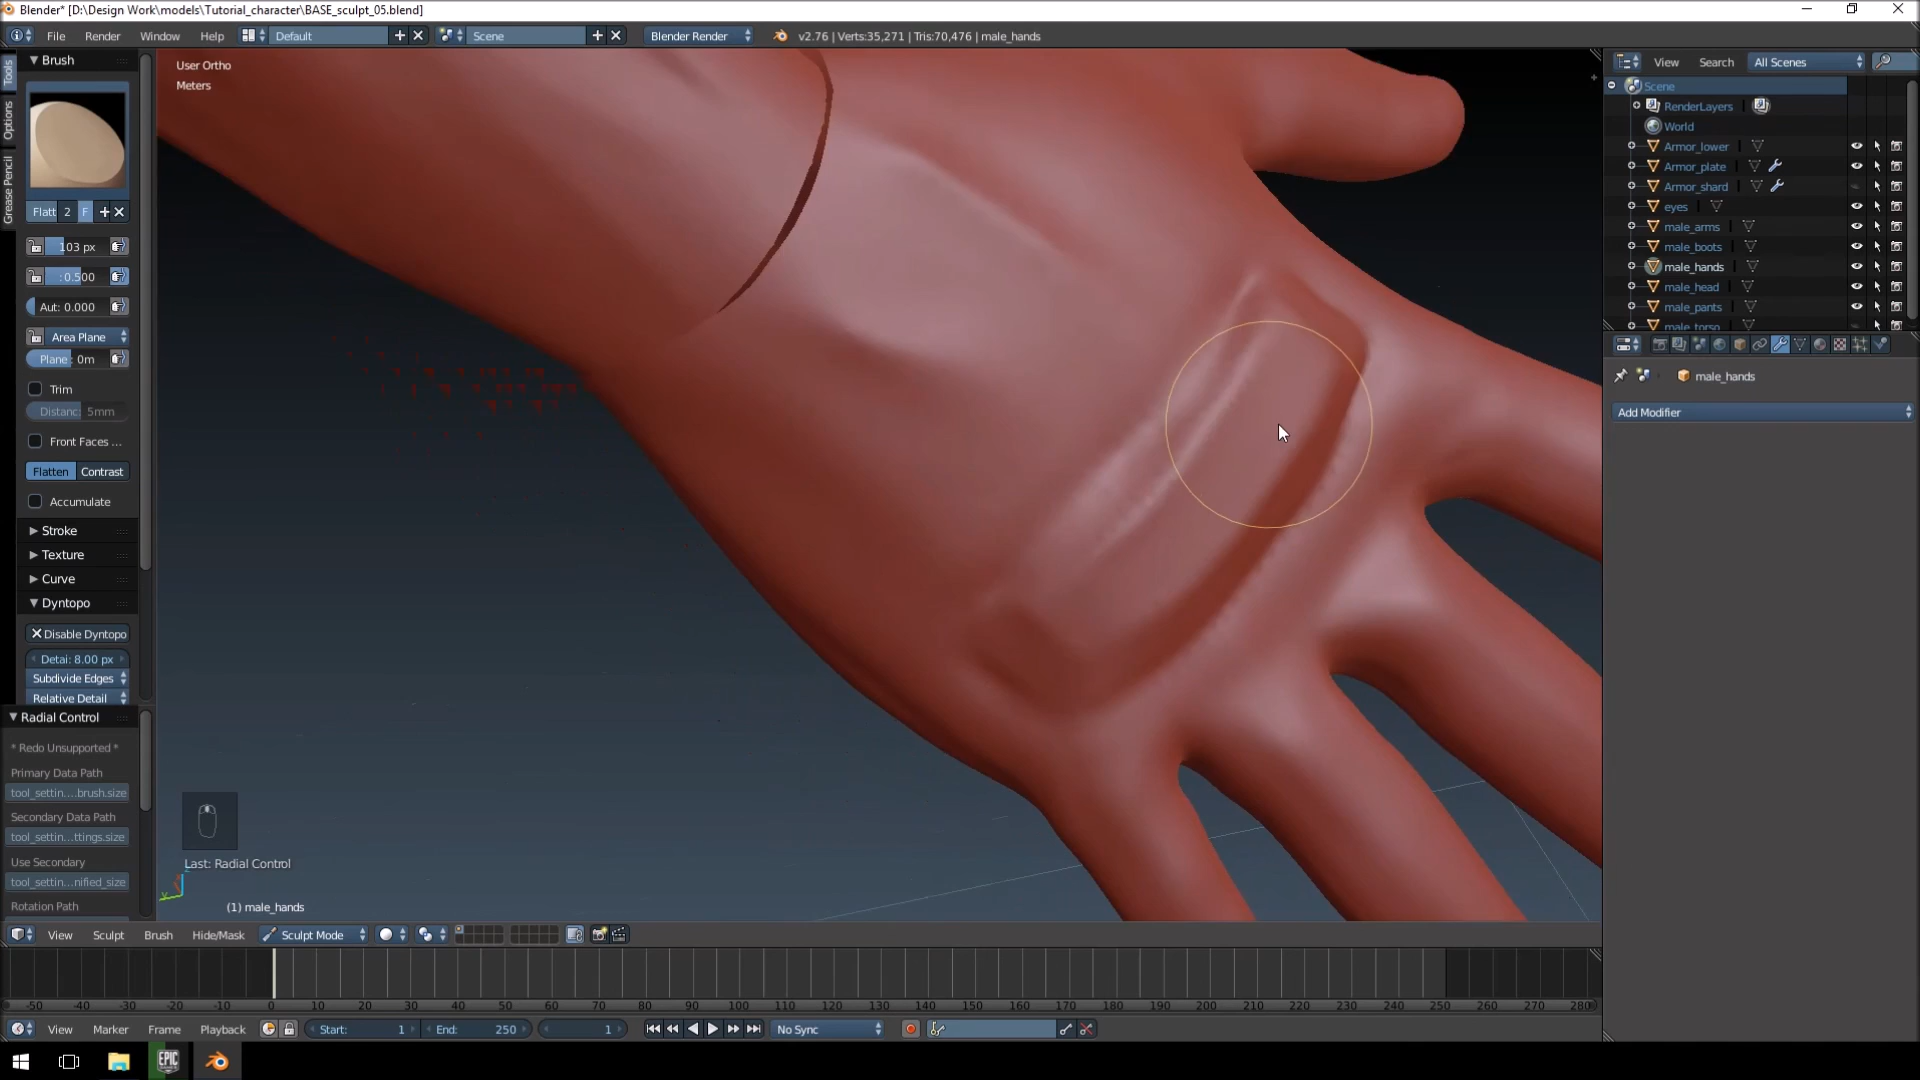 Blender* [D:\Design Work\models\Tutorial_character\BASE_sculpt_05.blend]
File Render Window Help Default Scene Blender Render v2.76 | Verts:35,271 | Tris:70,476 | male_hands
Brush
Tools
Options
Grease Pencil
Flatt 2 F
103 px
: 0.500
Aut: 0.000
Area Plane
Plane: 0m
Trim
Distanc: 5mm
Front Faces ...
Flatten Contrast
Accumulate
Stroke
Texture
Curve
Dyntopo
Disable Dyntopo
Detai: 8.00 px
Subdivide Edges
Relative Detail
Radial Control
* Redo Unsupported *
Primary Data Path
tool_settin....brush.size
Secondary Data Path
tool_settin...ttings.size
Use Secondary
tool_settin...nified_size
Rotation Path
User Ortho
Meters
Last: Radial Control
(1) male_hands
View Search All Scenes
Scene
RenderLayers
World
Armor_lower
Armor_plate
Armor_shard
eyes
male_arms
male_boots
male_hands
male_head
male_pants
male_torso
male_hands
Add Modifier
View Sculpt Brush Hide/Mask Sculpt Mode
-50 -40 -30 -20 -10 0 10 20 30 40 50 60 70 80 90 100 110 120 130 140 150 160 170 180 190 200 210 220 230 240 250 260 270 280
View Marker Frame Playback Start: 1 End: 250 1 No Sync
EPIC